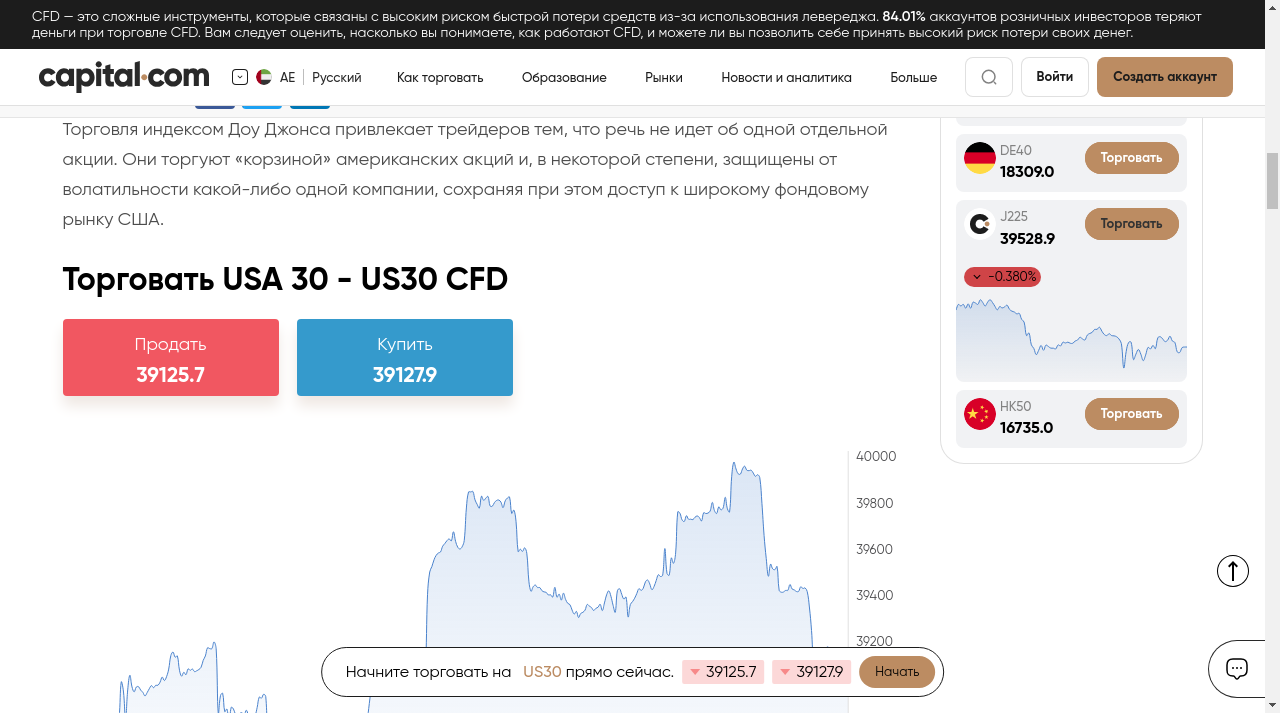 CFD — это сложные инструменты, которые связаны с высоким риском быстрой потери средств из-за использования левереджа. 84.01% аккаунтов розничных инвесторов теряют
деньги при торговле CFD. Вам следует оценить, насколько вы понимаете, как работают CFD, и можете ли вы позволить себе принять высокий риск потери своих денег.
capital.com
AE
Русский
Как торговать
Образование
Рынки
Новости и аналитика
Больше
Войти
Создать аккаунт
Торговля индексом Доу Джонса привлекает трейдеров тем, что речь не идет об одной отдельной
акции. Они торгуют «корзиной» американских акций и, в некоторой степени, защищены от
волатильности какой-либо одной компании, сохраняя при этом доступ к широкому фондовому
рынку США.
Торговать USA 30 - US30 CFD
Продать
39125.7
Купить
39127.9
40000
39800
39600
39400
39200
DE40
18309.0
Торговать
J225
39528.9
Торговать
-0.380%
HK50
16735.0
Торговать
Начните торговать на US30 прямо сейчас. 39125.7 39127.9 Начать